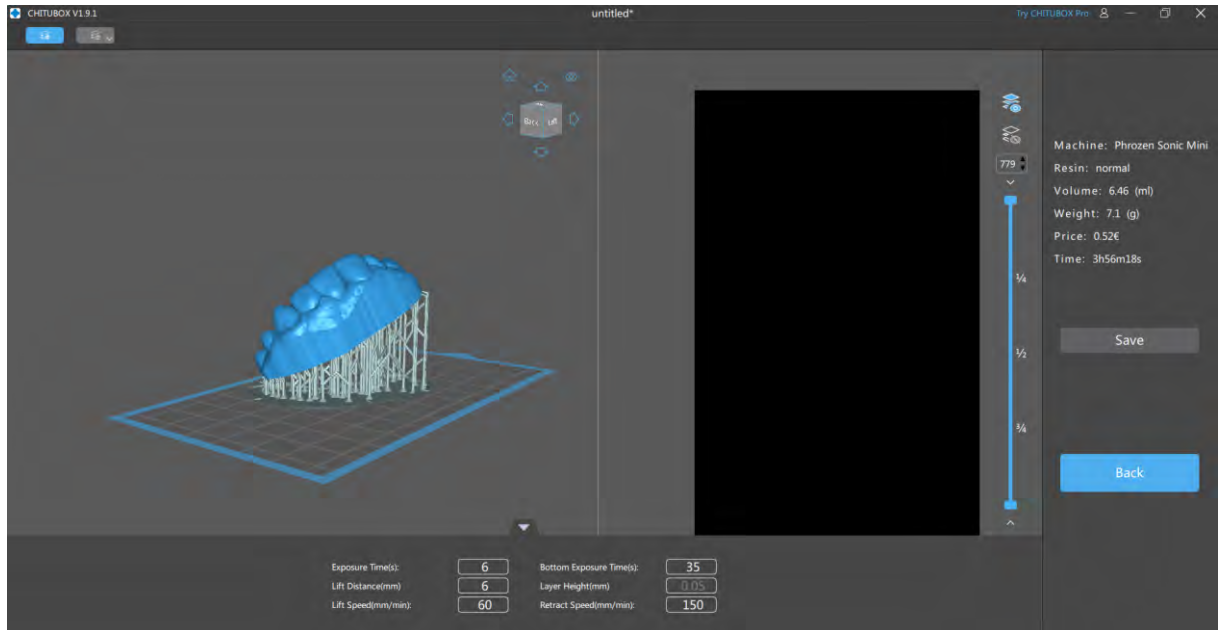 CHITUBOX V1.9.1
untitled*
Try CHITUBOX Pro
Back Left
779
¼
½
¾
Machine: Phrozen Sonic Mini
Resin: normal
Volume: 6.46 (ml)
Weight: 7.1 (g)
Price: 0.52€
Time: 3h56m18s
Save
Back
Exposure Time(s): 6 Bottom Exposure Time(s): 35
Lift Distance(mm) 6 Layer Height(mm) 0.05
Lift Speed(mm/min): 60 Retract Speed(mm/min): 150